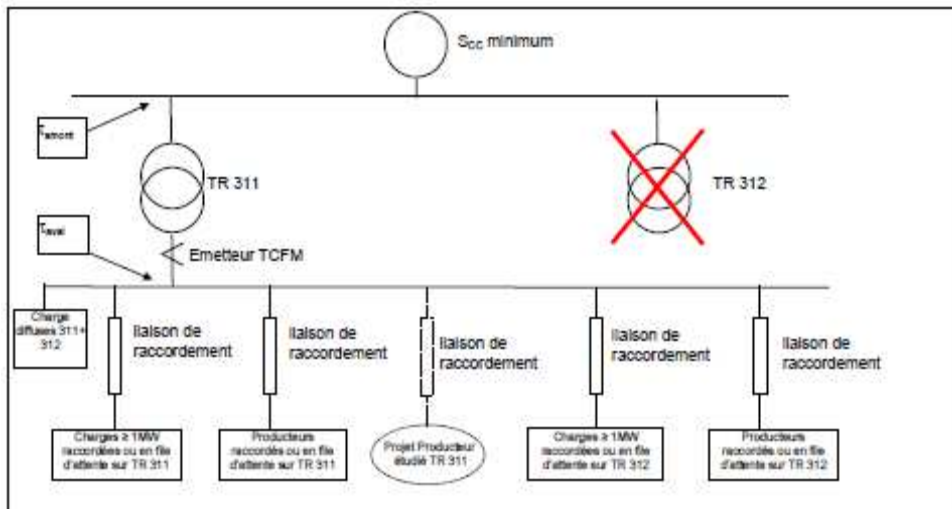 Scc minimum
Tamont
TR 311
TR 312
Taval
Emetteur TCFM
Charge
diffuses 311+
312
liaison de
raccordement
liaison de
raccordement
liaison de
raccordement
liaison de
raccordement
liaison de
raccordement
Charges ≥ 1MW
raccordées ou en file
d'attente sur TR 311
Producteurs
raccordés ou en file
d'attente sur TR 311
Projet Producteur
étudié TR 311
Charges ≥ 1MW
raccordées ou en file
d'attente sur TR 312
Producteurs
raccordés ou en file
d'attente sur TR 312